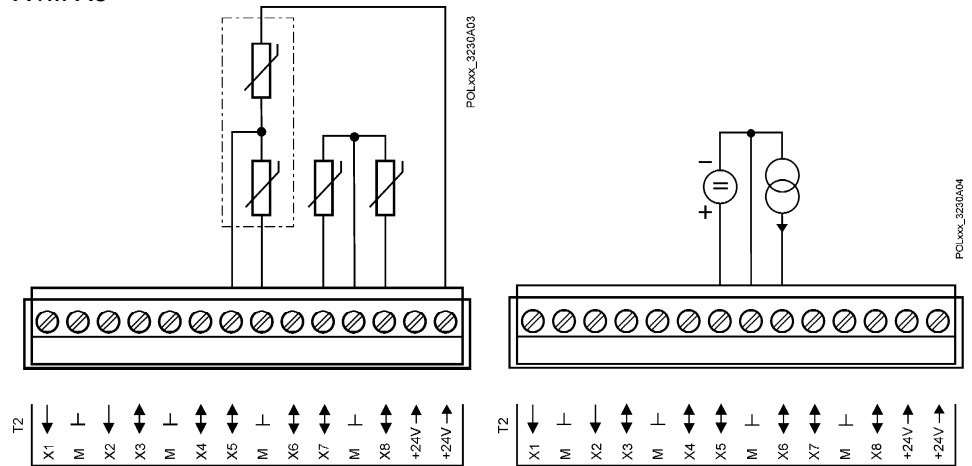 POLxxx_3230A03
T2
X1 M X2 X3 M X4 X5 M X6 X7 M X8 +24V +24V
− +
POLxxx_3230A04
T2
X1 M X2 X3 M X4 X5 M X6 X7 M X8 +24V +24V